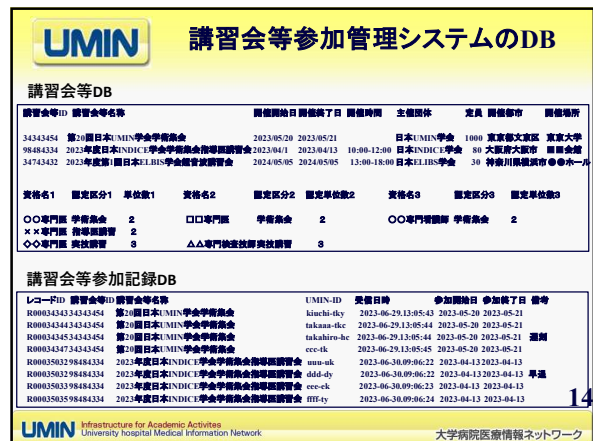 UMIN
講習会等参加管理システムのDB
講習会等DB
講習会等ID 講習会等名称 開催開始日 開催終了日 開催時間 主催団体 定員 開催都市 開催場所
34343454 第20回日本UMIN学会学術集会 2023/05/20 2023/05/21 日本UMIN学会 1000 東京都文京区 東京大学
98484334 2023年度日本INDICE学会学術集会指導医講習会 2023/04/1 2023/04/13 10:00-12:00 日本INDICE学会 80 大阪府大阪市 ■■会館
34743432 2023年度第1回日本ELBIS学会超音波講習会 2024/05/05 2024/05/05 13:00-18:00 日本ELIBS学会 30 神奈川県横浜市 ●●ホール
資格名1 認定区分1 単位数1 資格名2 認定区分2 認定単位数2 資格名3 認定区分3 認定単位数3
○○専門医 学術集会 2 □□専門医 学術集会 2 ○○専門看護師 学術集会 2
××専門医 指導医講習 2
◇◇専門医 実技講習 3 △△専門検査技師 実技講習 3
講習会等参加記録DB
レコードID 講習会等ID 講習会等名称 UMIN-ID 受信日時 参加開始日 参加終了日 備考
R0003434 34343454 第20回日本UMIN学会学術集会 kiuchi-tky 2023-06-29.13:05:43 2023-05-20 2023-05-21
R0003444 34343454 第20回日本UMIN学会学術集会 takaaa-tkc 2023-06-29.13:05:44 2023-05-20 2023-05-21
R0003445 34343454 第20回日本UMIN学会学術集会 takahiro-hc 2023-06-29.13:05:44 2023-05-20 2023-05-21 遅刻
R0003447 34343454 第20回日本UMIN学会学術集会 ccc-tk 2023-06-29.13:05:45 2023-05-20 2023-05-21
R0003503 298484334 2023年度日本INDICE学会学術集会指導医講習会 uuu-uk 2023-06-30.09:06:22 2023-04-13 2023-04-13
R0003503 298484334 2023年度日本INDICE学会学術集会指導医講習会 ddd-dy 2023-06-30.09:06:22 2023-04-13 2023-04-13 早退
R0003503 398484334 2023年度日本INDICE学会学術集会指導医講習会 eee-ek 2023-06-30.09:06:23 2023-04-13 2023-04-13
R0003503 598484334 2023年度日本INDICE学会学術集会指導医講習会 ffff-ty 2023-06-30.09:06:24 2023-04-13 2023-04-13
14
UMIN Infrastructure for Academic Activites
University hospital Medical Information Network
大学病院医療情報ネットワーク